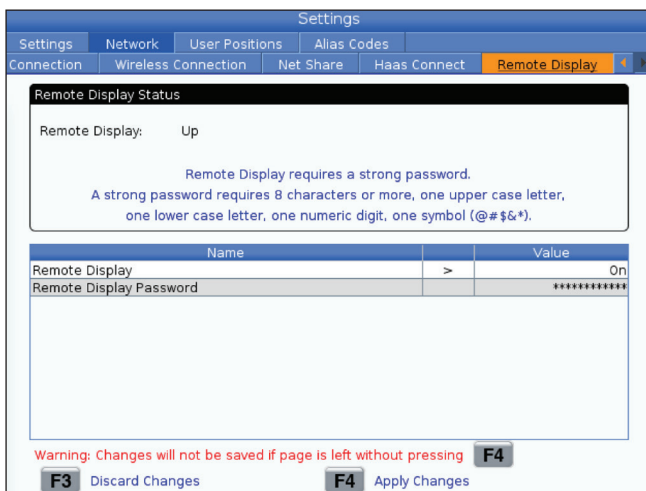 Settings
Settings Network User Positions Alias Codes
Connection Wireless Connection Net Share Haas Connect Remote Display
Remote Display Status
Remote Display: Up
Remote Display requires a strong password.
A strong password requires 8 characters or more, one upper case letter,
one lower case letter, one numeric digit, one symbol (@#$&*).
Name Value
Remote Display > On
Remote Display Password ************
Warning: Changes will not be saved if page is left without pressing F4
F3 Discard Changes F4 Apply Changes